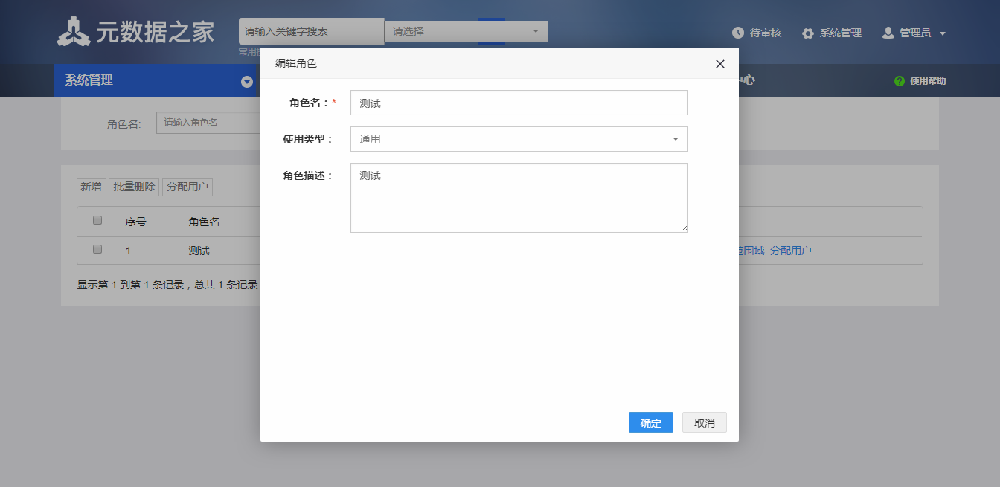 元数据之家
请输入关键字搜索
请选择
待审核
系统管理
管理员
常用
编辑角色
系统管理
使用帮助
角色名:*
测试
角色名:
请输入角色名
使用类型:
通用
角色描述:
测试
新增
批量删除
分配用户
序号
角色名
1
测试
范围域
分配用户
显示第 1 到第 1 条记录，总共 1 条记录
确定
取消